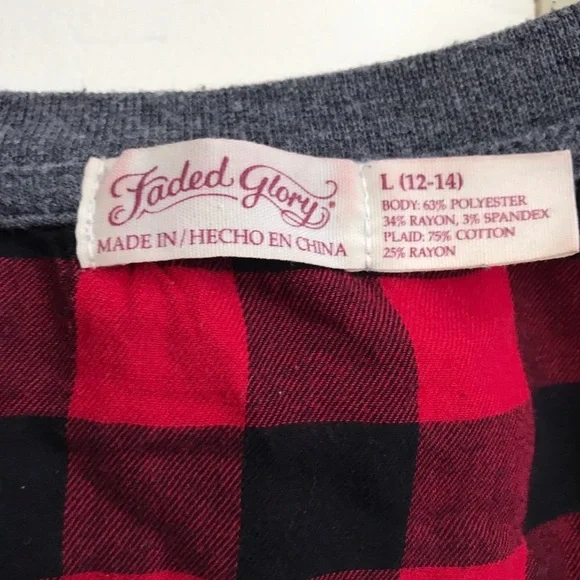 Faded Glory®
MADE IN/HECHO EN CHINA
L (12-14)
BODY: 63% POLYESTER
34% RAYON, 3% SPANDEX
PLAID: 75% COTTON
25% RAYON